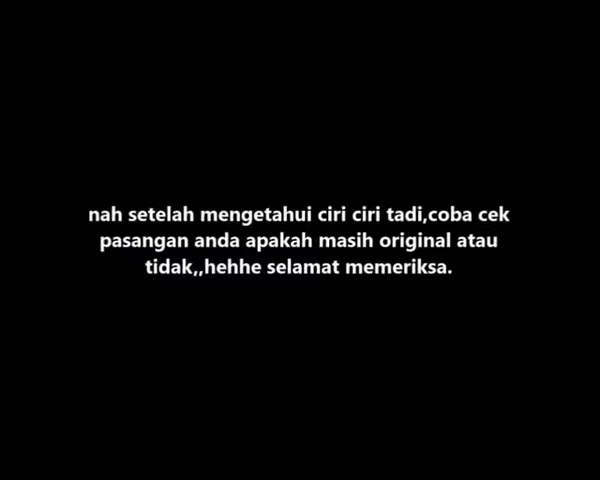 nah setelah mengetahui ciri ciri tadi,coba cek
pasangan anda apakah masih original atau
tidak,,hehhe selamat memeriksa.